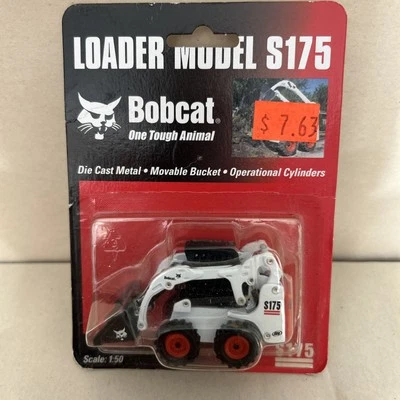 LOADER MODEL S175
Bobcat
One Tough Animal
$ 7.63
Die Cast Metal • Movable Bucket • Operational Cylinders
S175
Scale: 1:50
S175